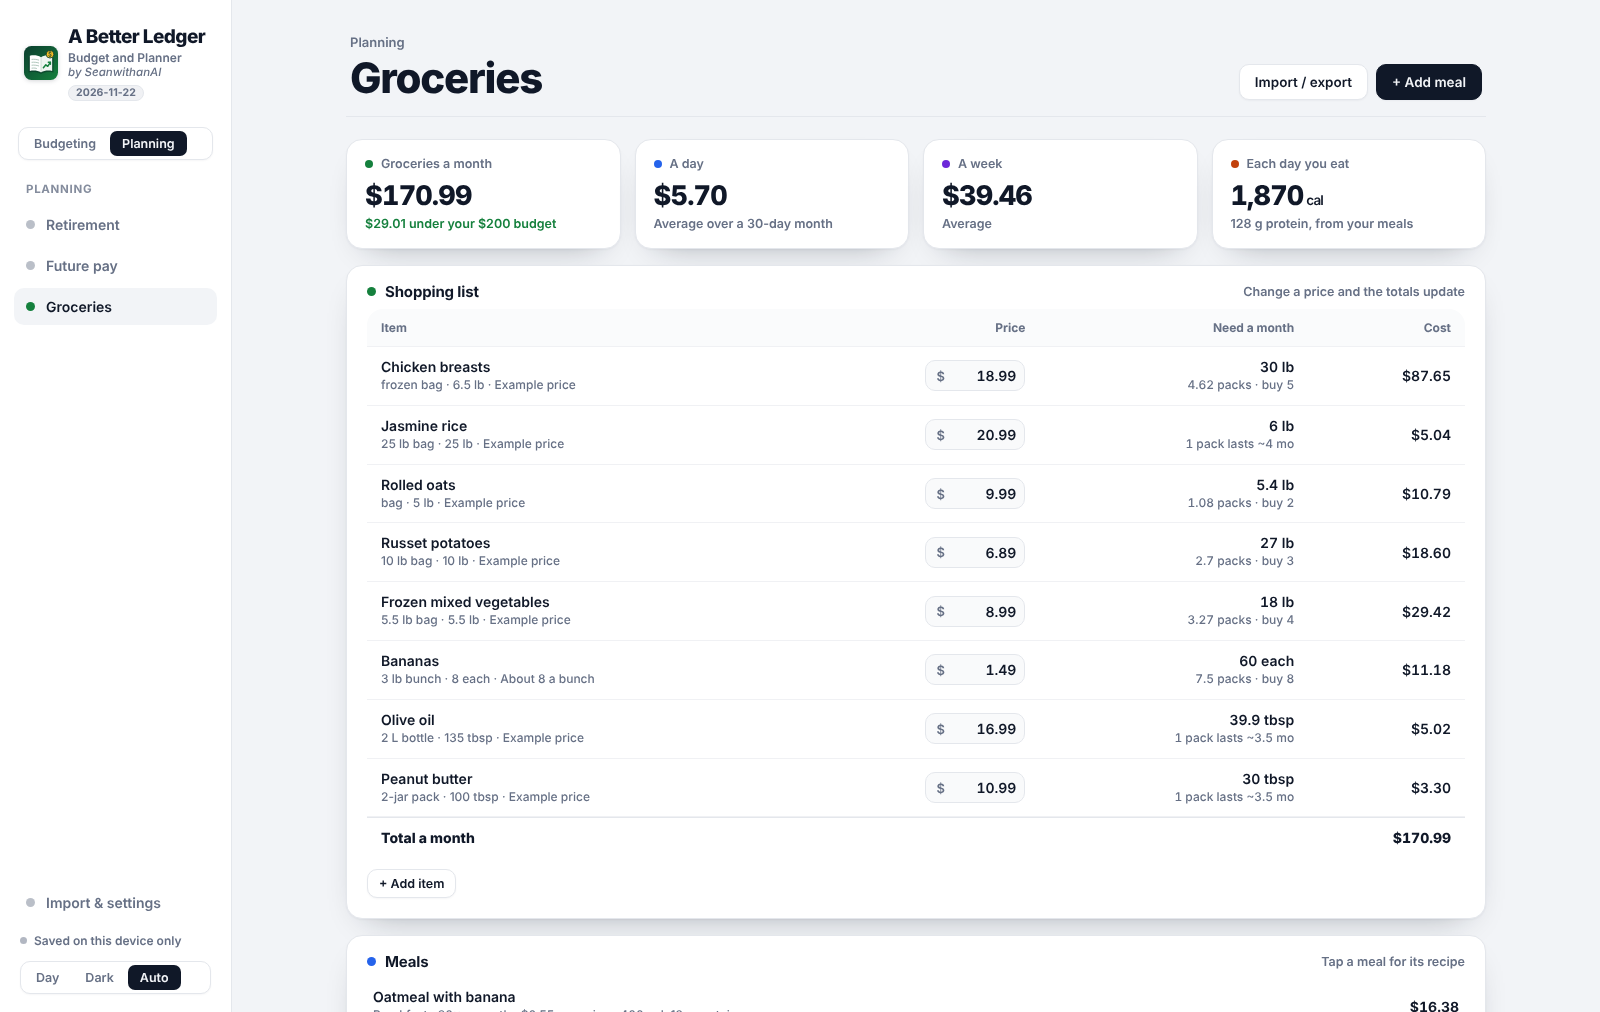 A Better Ledger
Budget and Planner
by SeanwithanAI
2026-11-22
Budgeting
Planning
PLANNING
Retirement
Future pay
Groceries
Import & settings
Saved on this device only
Day
Dark
Auto
Planning
Groceries
Import / export
+ Add meal
Groceries a month
$170.99
$29.01 under your $200 budget
A day
$5.70
Average over a 30-day month
A week
$39.46
Average
Each day you eat
1,870 cal
128 g protein, from your meals
Shopping list
Change a price and the totals update
Item Price Need a month Cost
Chicken breasts
frozen bag · 6.5 lb · Example price
$ 18.99
30 lb
4.62 packs · buy 5
$87.65
Jasmine rice
25 lb bag · 25 lb · Example price
$ 20.99
6 lb
1 pack lasts ~4 mo
$5.04
Rolled oats
bag · 5 lb · Example price
$ 9.99
5.4 lb
1.08 packs · buy 2
$10.79
Russet potatoes
10 lb bag · 10 lb · Example price
$ 6.89
27 lb
2.7 packs · buy 3
$18.60
Frozen mixed vegetables
5.5 lb bag · 5.5 lb · Example price
$ 8.99
18 lb
3.27 packs · buy 4
$29.42
Bananas
3 lb bunch · 8 each · About 8 a bunch
$ 1.49
60 each
7.5 packs · buy 8
$11.18
Olive oil
2 L bottle · 135 tbsp · Example price
$ 16.99
39.9 tbsp
1 pack lasts ~3.5 mo
$5.02
Peanut butter
2-jar pack · 100 tbsp · Example price
$ 10.99
30 tbsp
1 pack lasts ~3.5 mo
$3.30
Total a month $170.99
+ Add item
Meals
Tap a meal for its recipe
Oatmeal with banana
$16.38